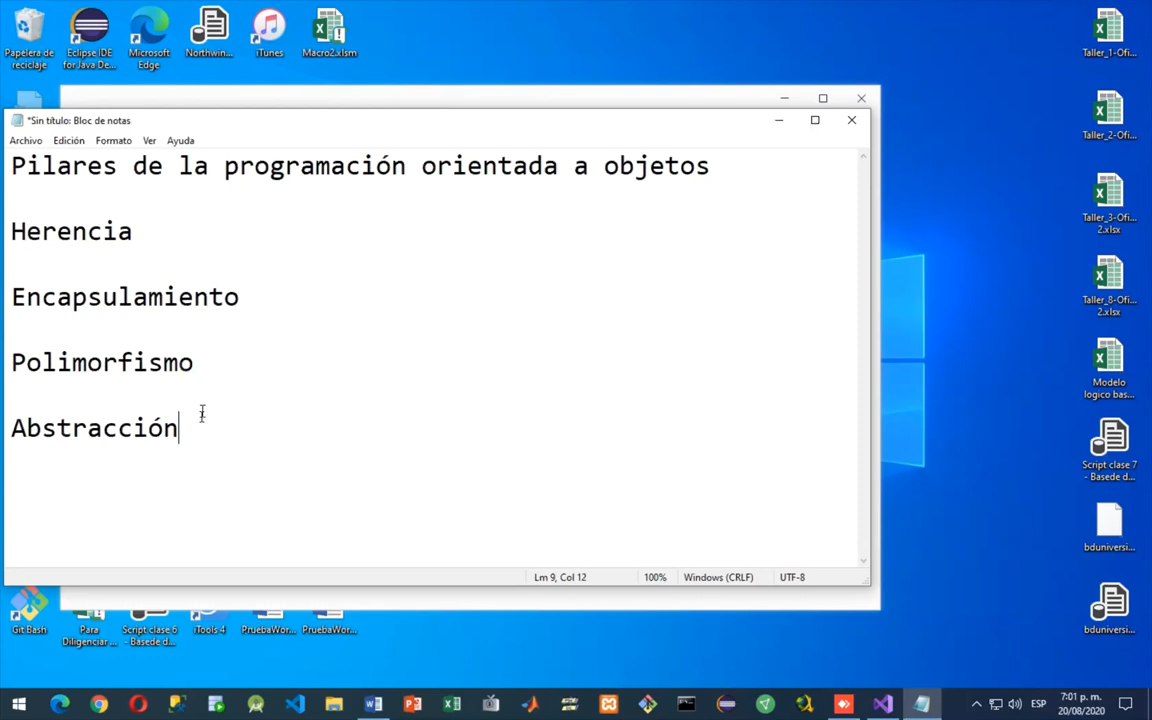 Papelera de
reciclaje
Eclipse IDE
for Java De...
Microsoft
Edge
Northwin...
iTunes
Macro2.xlsm
Taller_1-Ofi...
*Sin título: Bloc de notas
Archivo Edición Formato Ver Ayuda
Pilares de la programación orientada a objetos
Herencia
Encapsulamiento
Polimorfismo
Abstracción
Lm 9, Col 12 100% Windows (CRLF) UTF-8
Taller_2-Ofi...
Taller_3-Ofi...
2.xlsx
Taller_8-Ofi...
2.xlsx
Modelo
logico bas...
Script clase 7
- Basede d...
bduniversi...
bduniversi...
Git Bash
Para
Diligenciar ...
Script clase 6
- Basede d...
iTools 4
PruebaWor...
PruebaWor...
ESP
7:01 p. m.
20/08/2020